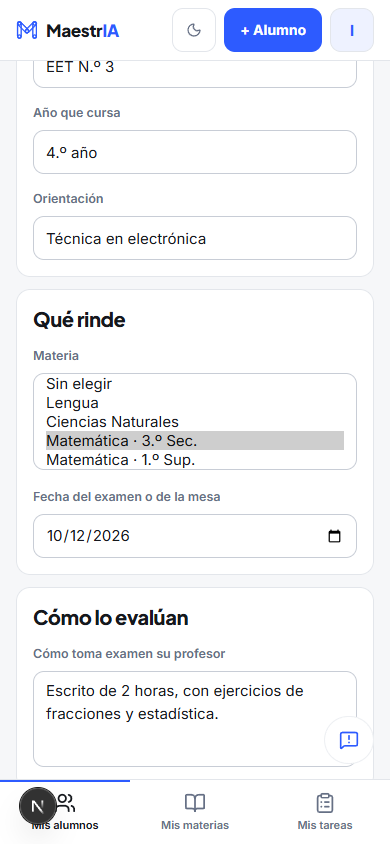 MaestrIA
+ Alumno
I
EET N.º 3
Año que cursa
4.º año
Orientación
Técnica en electrónica
Qué rinde
Materia
Sin elegir
Lengua
Ciencias Naturales
Matemática · 3.º Sec.
Matemática · 1.º Sup.
Fecha del examen o de la mesa
10/12/2026
Cómo lo evalúan
Cómo toma examen su profesor
Escrito de 2 horas, con ejercicios de
fracciones y estadística.
N
Mis alumnos
Mis materias
Mis tareas